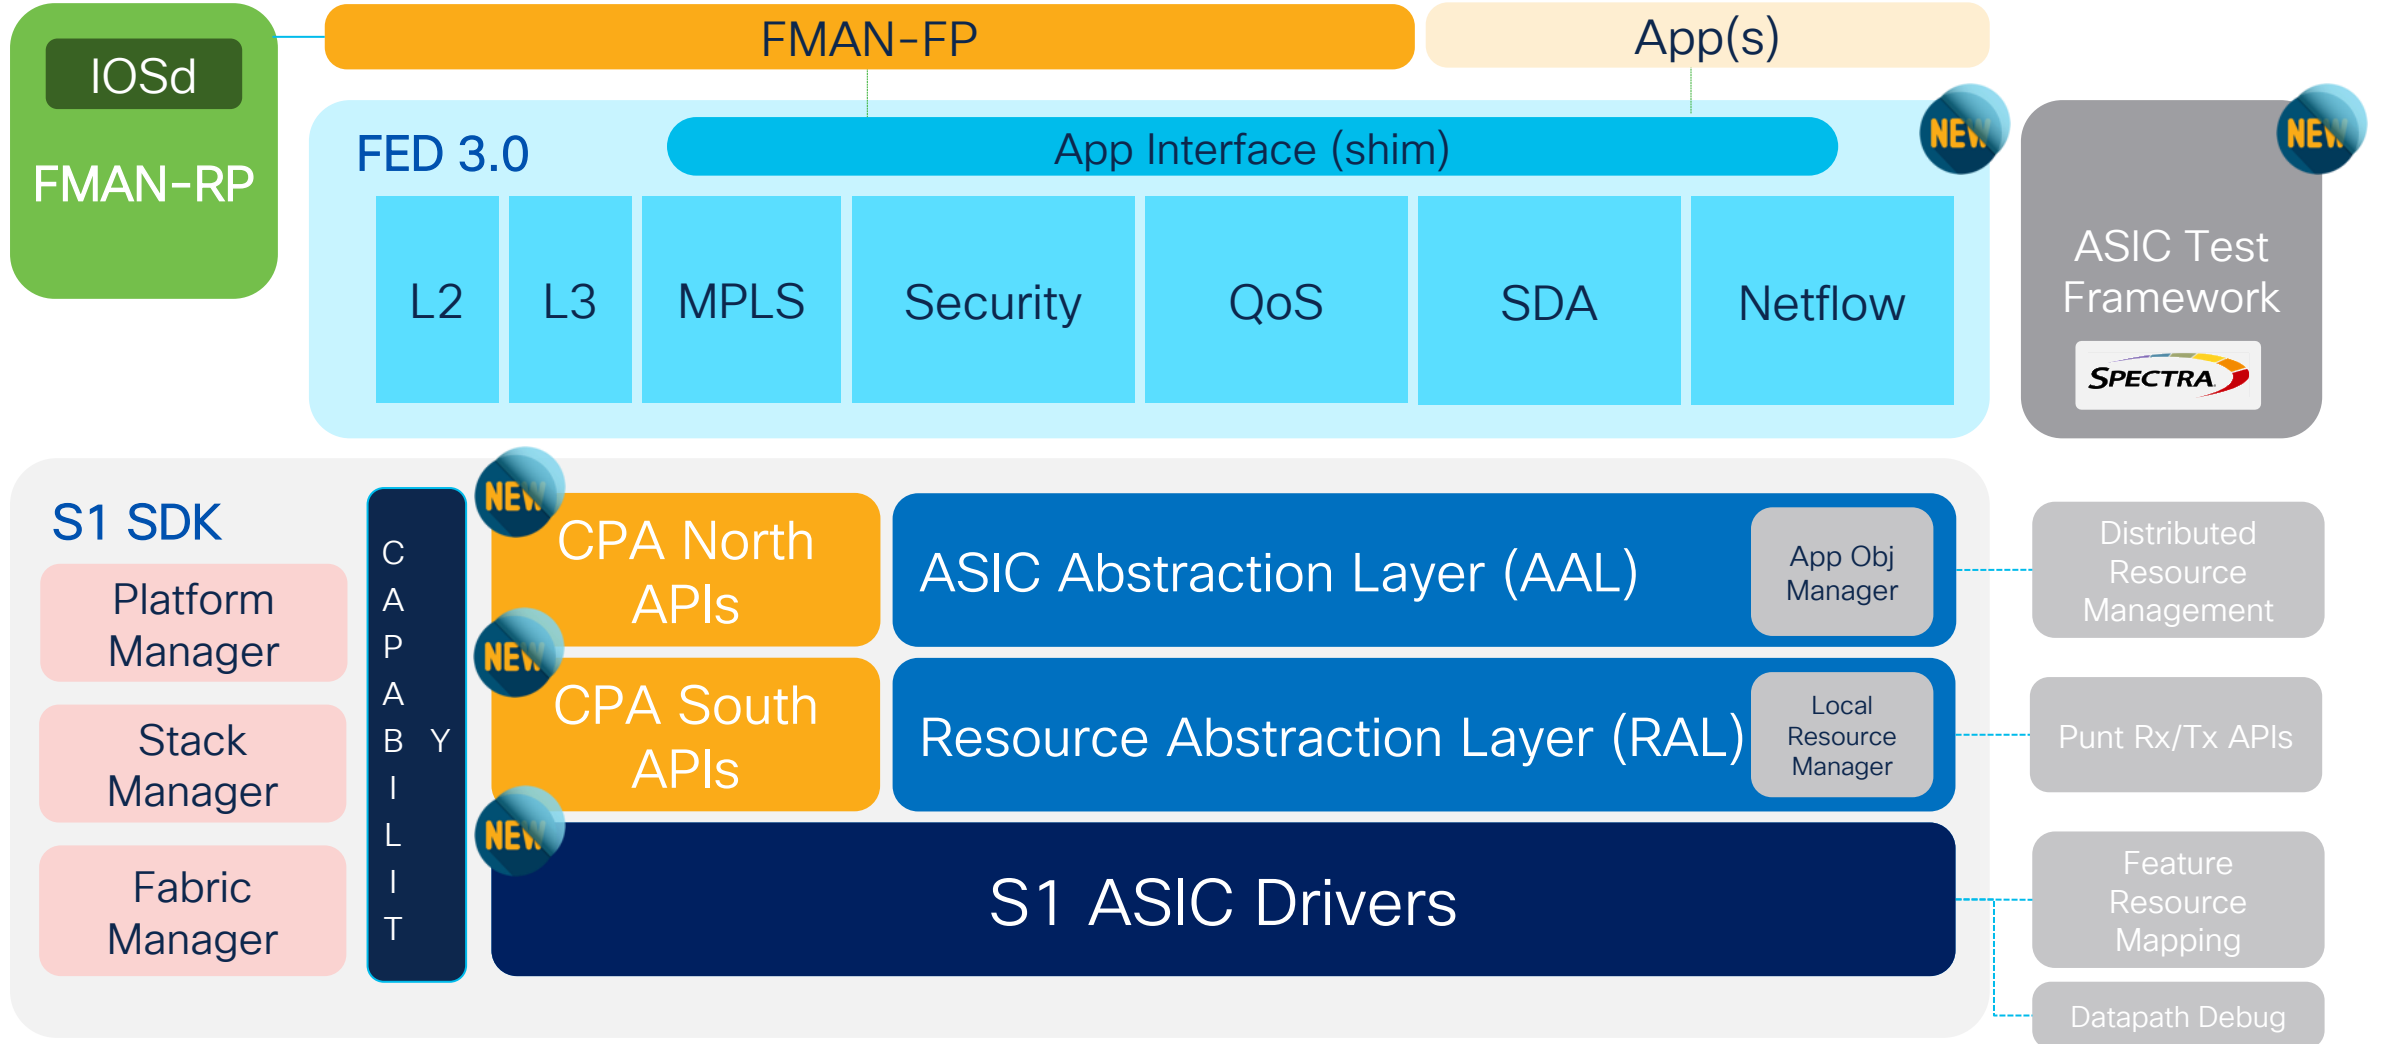 IOSd
FMAN-RP
FMAN-FP
App(s)
FED 3.0
App Interface (shim)
NEW
L2
L3
MPLS
Security
QoS
SDA
Netflow
NEW
ASIC Test
Framework
SPECTRA
S1 SDK
Platform
Manager
Stack
Manager
Fabric
Manager
CAPABILIT
Y
NEW
CPA North
APIs
ASIC Abstraction Layer (AAL)
App Obj
Manager
NEW
CPA South
APIs
Resource Abstraction Layer (RAL)
Local
Resource
Manager
NEW
S1 ASIC Drivers
Distributed
Resource
Management
Punt Rx/Tx APIs
Feature
Resource
Mapping
Datapath Debug